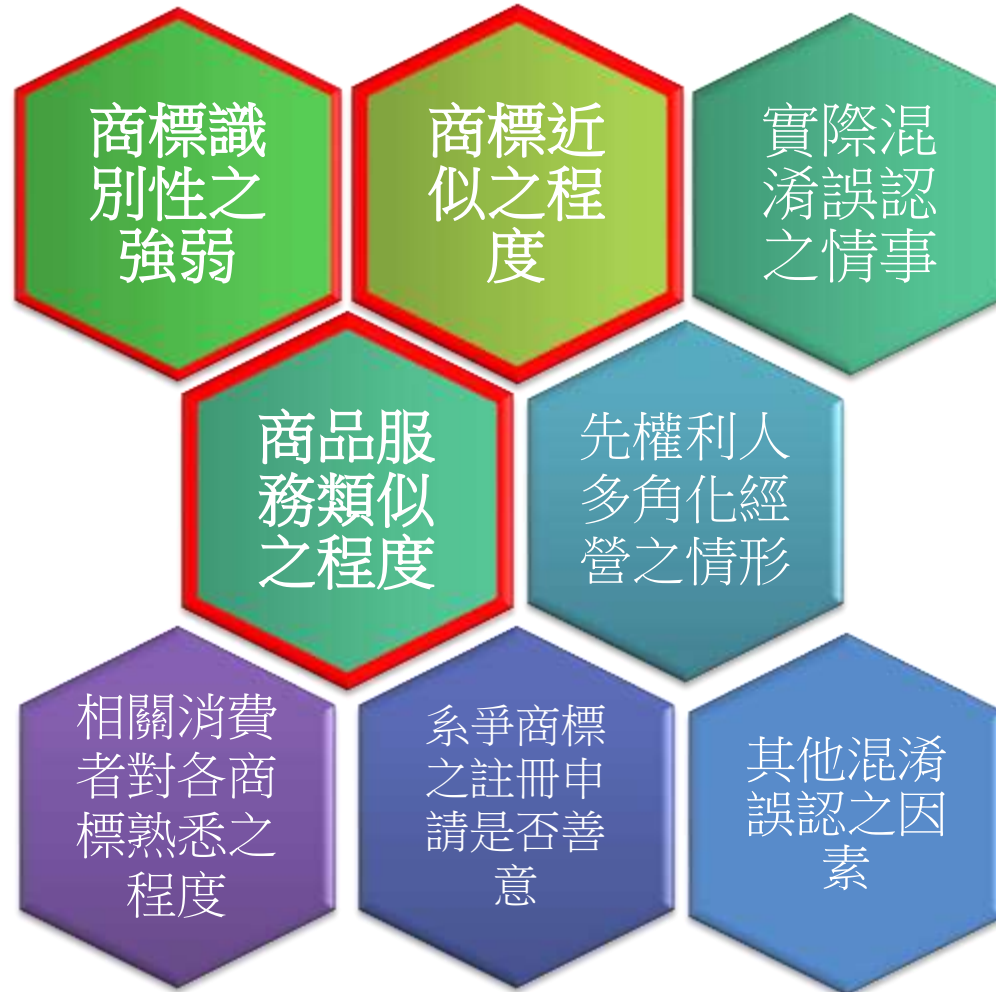 商標識
別性之
強弱
商標近
似之程
度
實際混
淆誤認
之情事
商品服
務類似
之程度
先權利人
多角化經
營之情形
相關消費
者對各商
標熟悉之
程度
系爭商標
之註冊申
請是否善
意
其他混淆
誤認之因
素